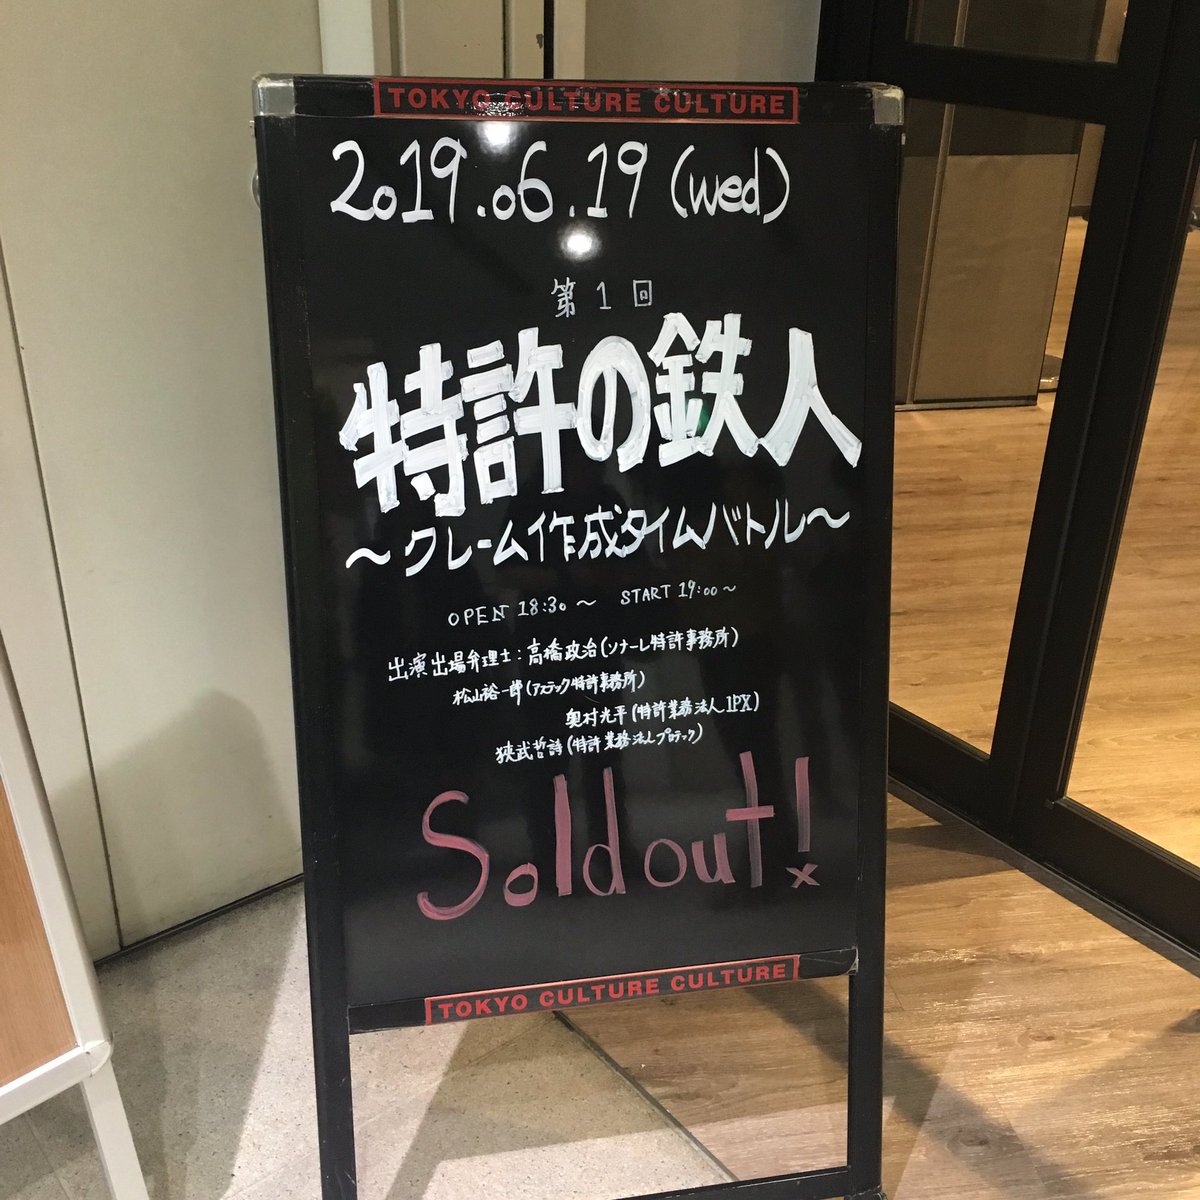 TOKYO CULTURE CULTURE
2019.06.19 (wed)
第1回
特許の鉄人
〜クレーム作成タイムバトル〜
OPEN 18:30〜 START 19:00〜
出演出場弁理士:高橋政治(ソナーレ特許事務所)
松山裕一郎(アステック特許事務所)
奥村光平(特許業務法人IPX)
狭武哲詩(特許業務法人プロテック)
Sold out!
TOKYO CULTURE CULTURE